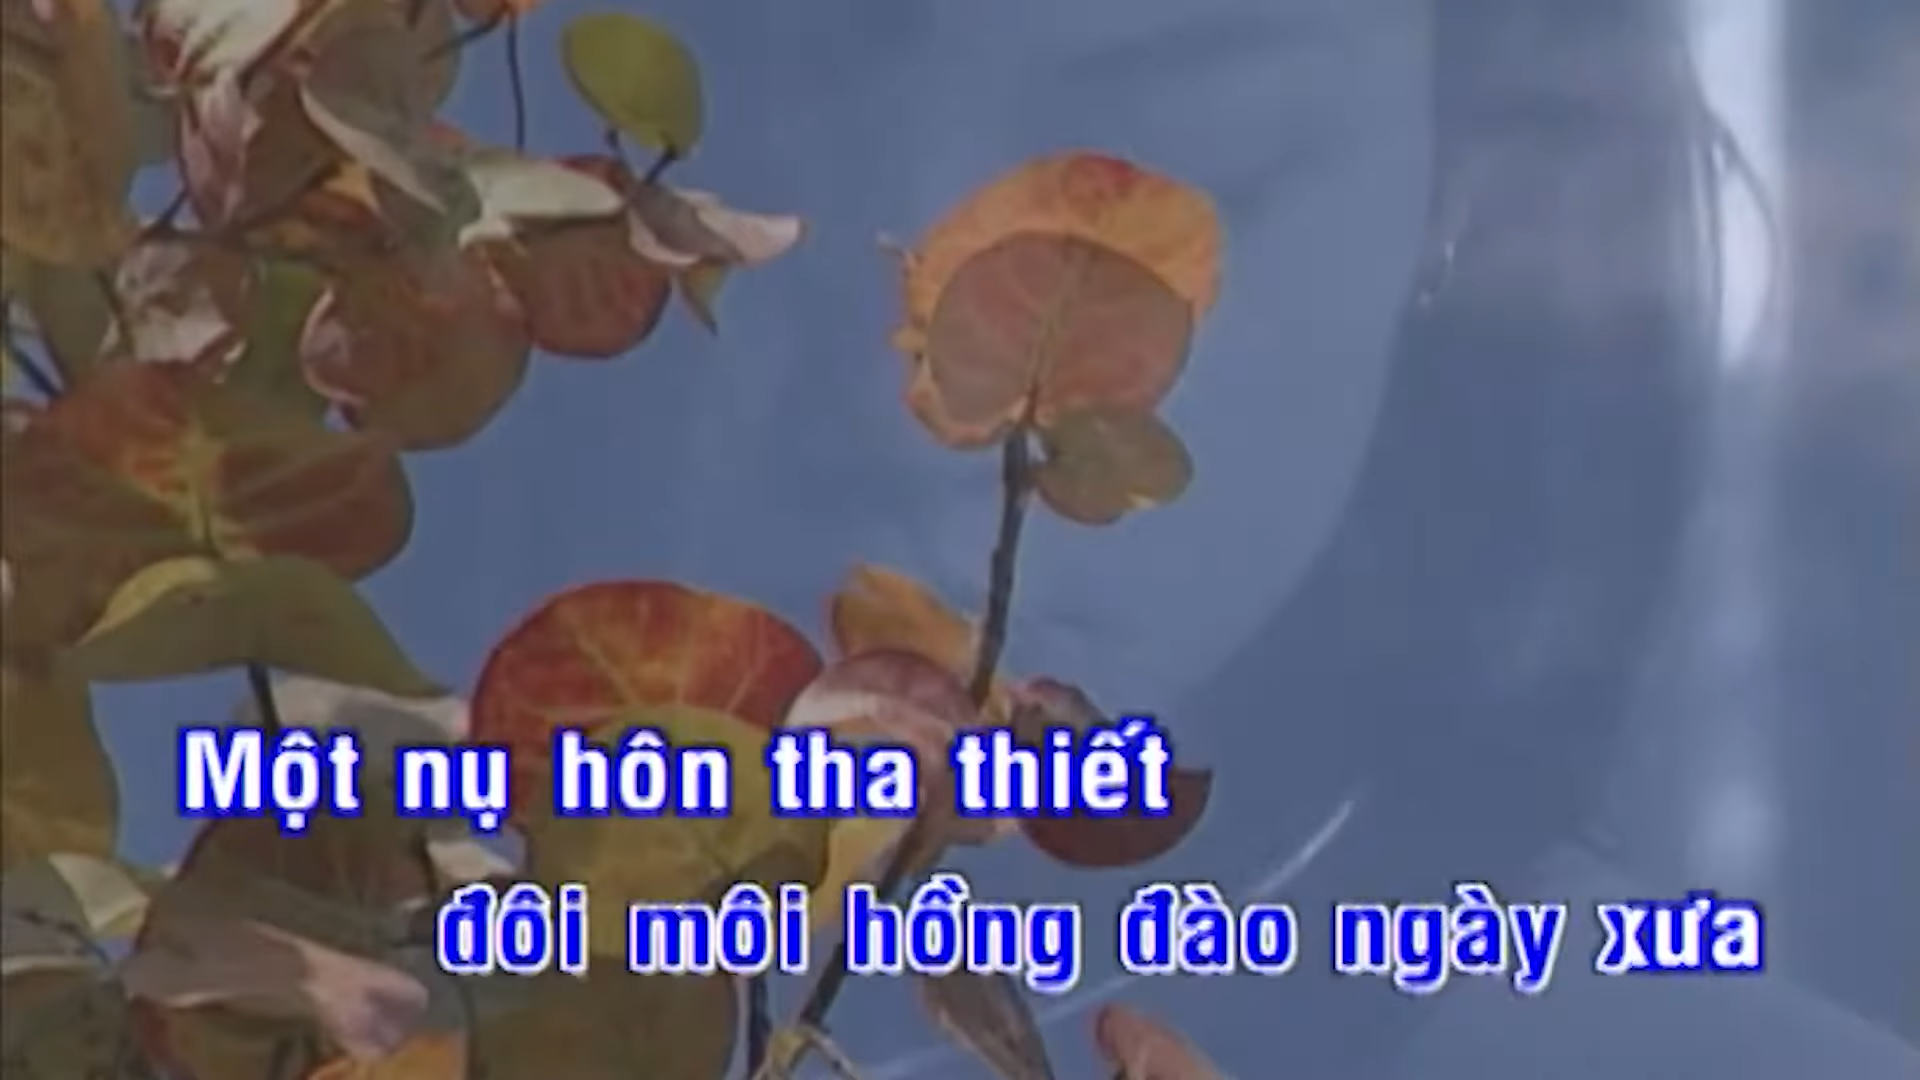 Một nụ hôn tha thiết
đôi môi hồng đào ngày xưa